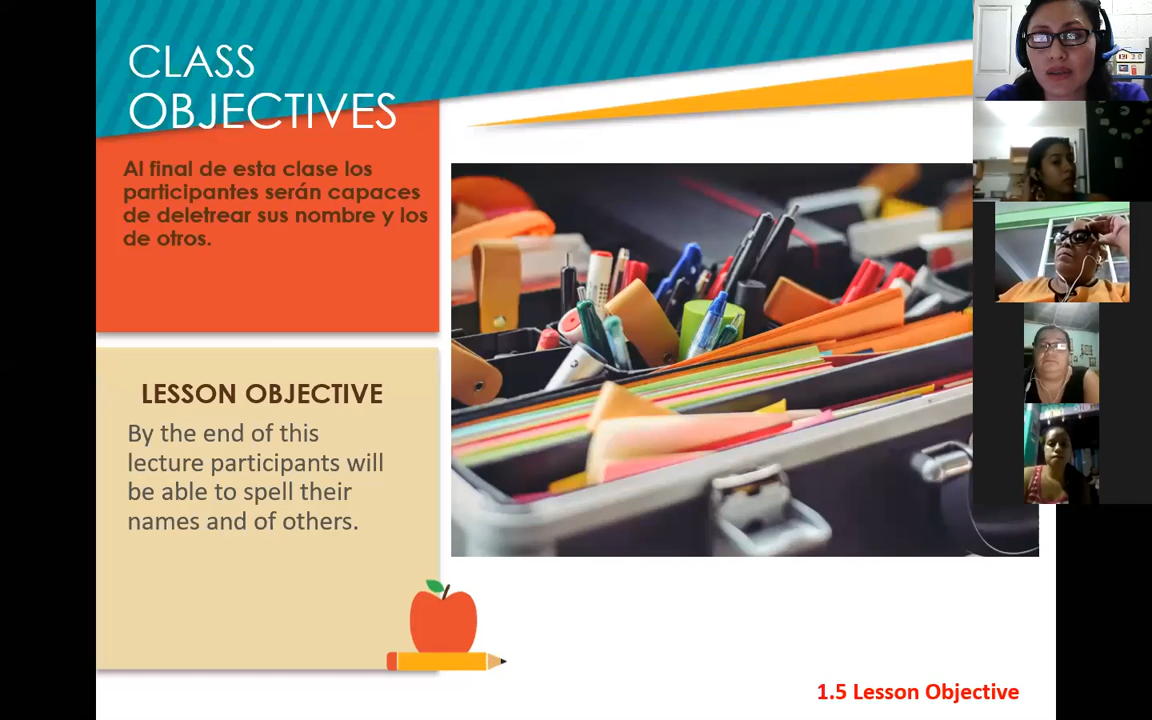 CLASS
OBJECTIVES
Al final de esta clase los
participantes serán capaces
de deletrear sus nombre y los
de otros.
LESSON OBJECTIVE
By the end of this
lecture participants will
be able to spell their
names and of others.
1.5 Lesson Objective